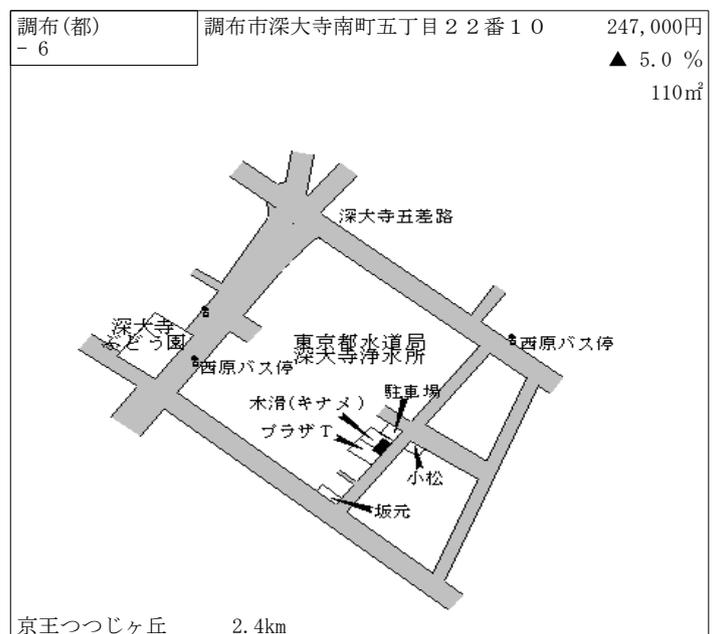 調布(都)
- 6
調布市深大寺南町五丁目２２番１０
247,000円
▲ 5.0 %
110㎡
深大寺五差路
深大寺
ぶどう園
西原バス停
東京都水道局
深大寺浄水所
西原バス停
駐車場
木滑(キナメ)
プラザT
小松
坂元
京王つつじヶ丘 2.4km